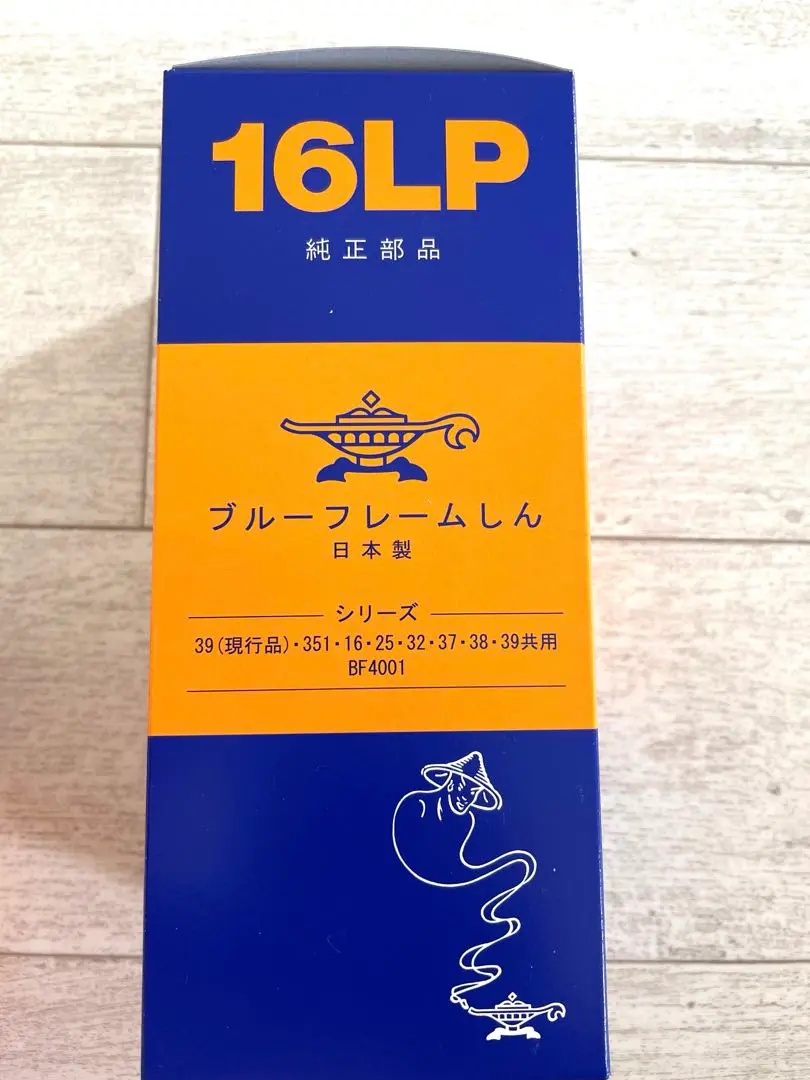 16LP
純正部品
ブルーフレームしん
日本製
シリーズ
39(現行品)・351・16・25・32・37・38・39共用
BF4001